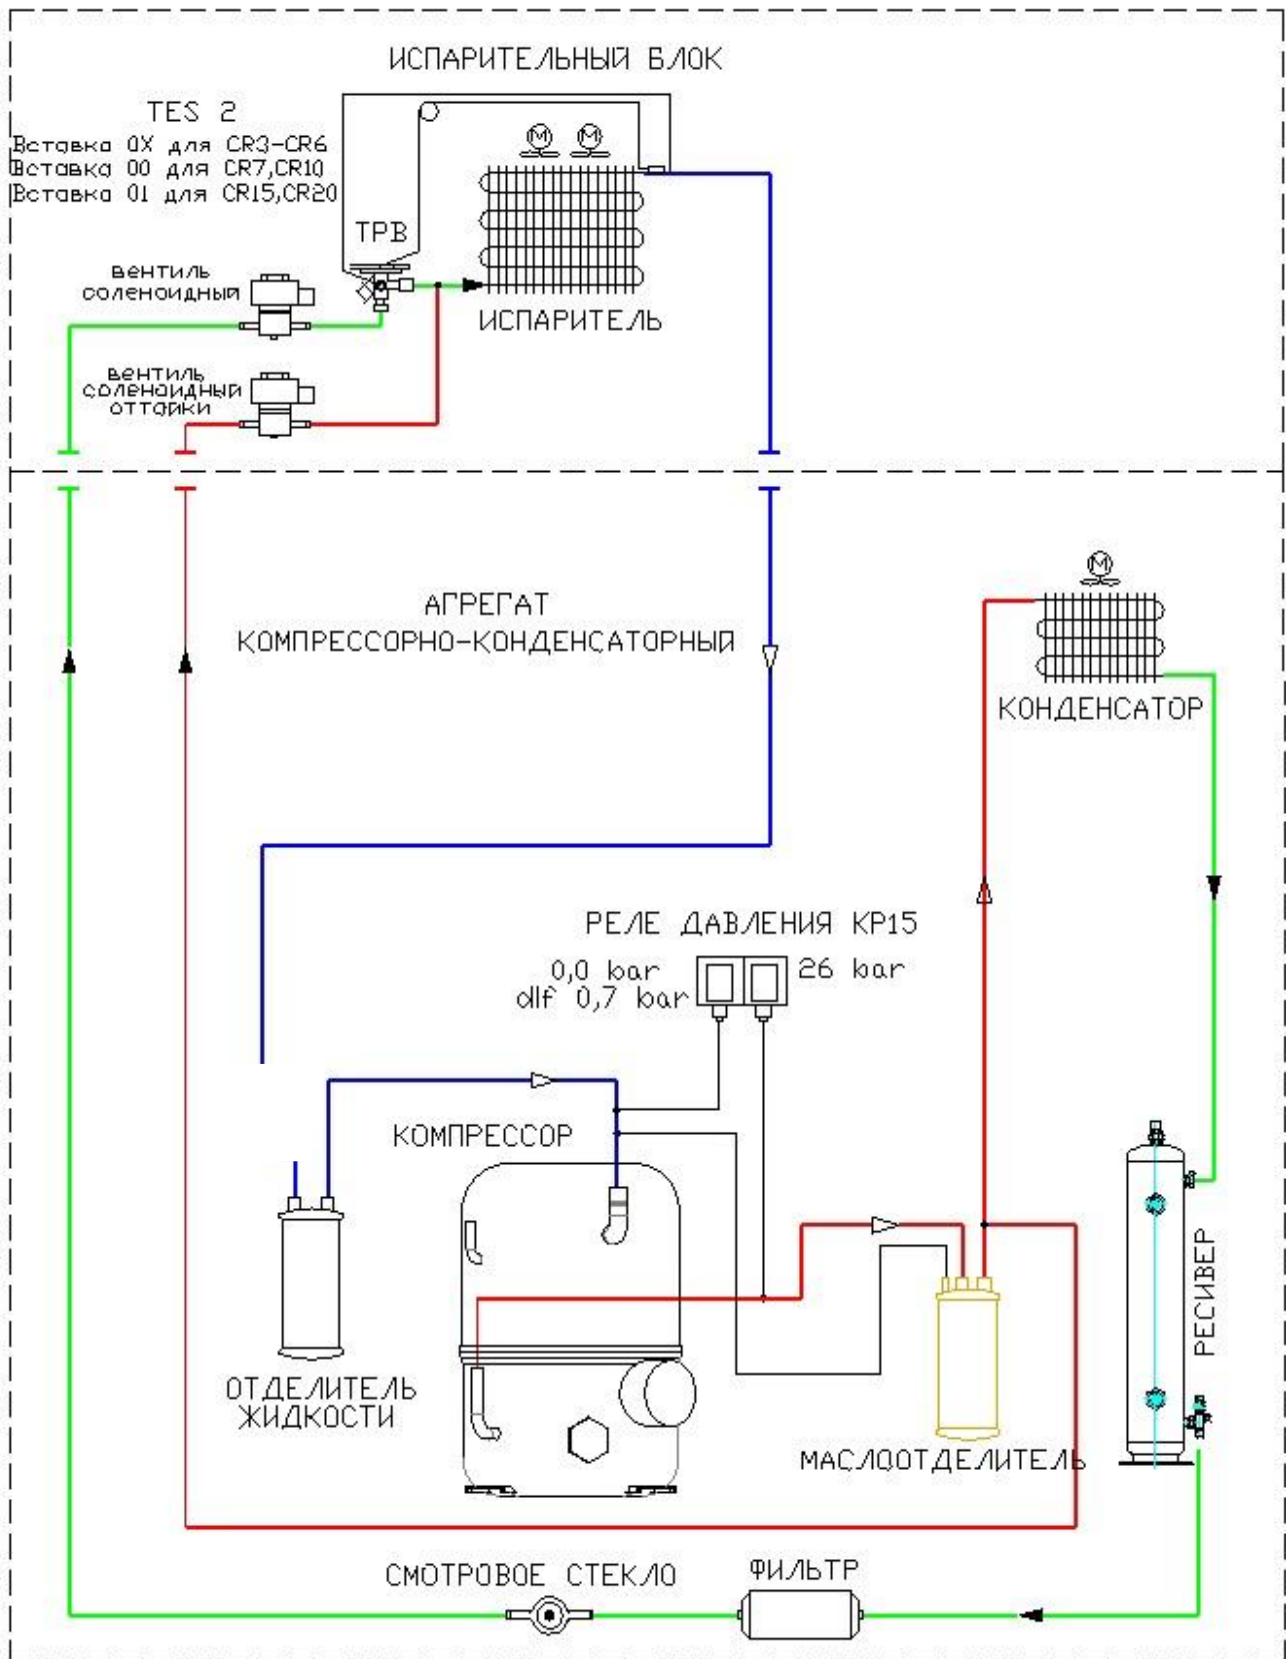 ИСПАРИТЕЛЬНЫЙ БЛОК
TES 2
Вставка 0X для CR3-CR6
Вставка 00 для CR7,CR10
Вставка 01 для CR15,CR20
M M
ТРВ
вентиль
соленоидный
ИСПАРИТЕЛЬ
вентиль
соленоидный
оттайки
M
АГРЕГАТ
КОМПРЕССОРНО-КОНДЕНСАТОРНЫЙ
КОНДЕНСАТОР
РЕЛЕ ДАВЛЕНИЯ КР15
0,0 bar
26 bar
dif 0,7 bar
КОМПРЕССОР
РЕСИВЕР
ОТДЕЛИТЕЛЬ
ЖИДКОСТИ
МАСЛООТДЕЛИТЕЛЬ
СМОТРОВОЕ СТЕКЛО
ФИЛЬТР